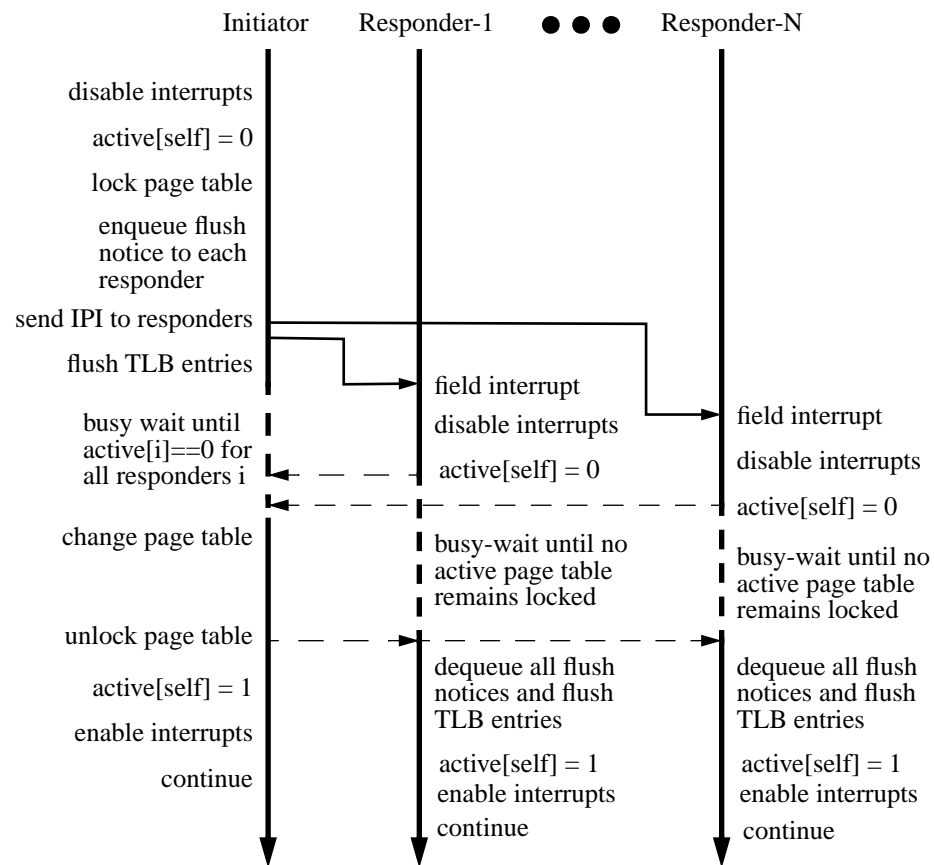 Initiator
Responder-1
Responder-N
disable interrupts
active[self] = 0
lock page table
enqueue flush
notice to each
responder
send IPI to responders
flush TLB entries
busy wait until
active[i]==0 for
all responders i
change page table
unlock page table
active[self] = 1
enable interrupts
continue
field interrupt
disable interrupts
active[self] = 0
busy-wait until no
active page table
remains locked
dequeue all flush
notices and flush
TLB entries
active[self] = 1
enable interrupts
continue
field interrupt
disable interrupts
active[self] = 0
busy-wait until no
active page table
remains locked
dequeue all flush
notices and flush
TLB entries
active[self] = 1
enable interrupts
continue